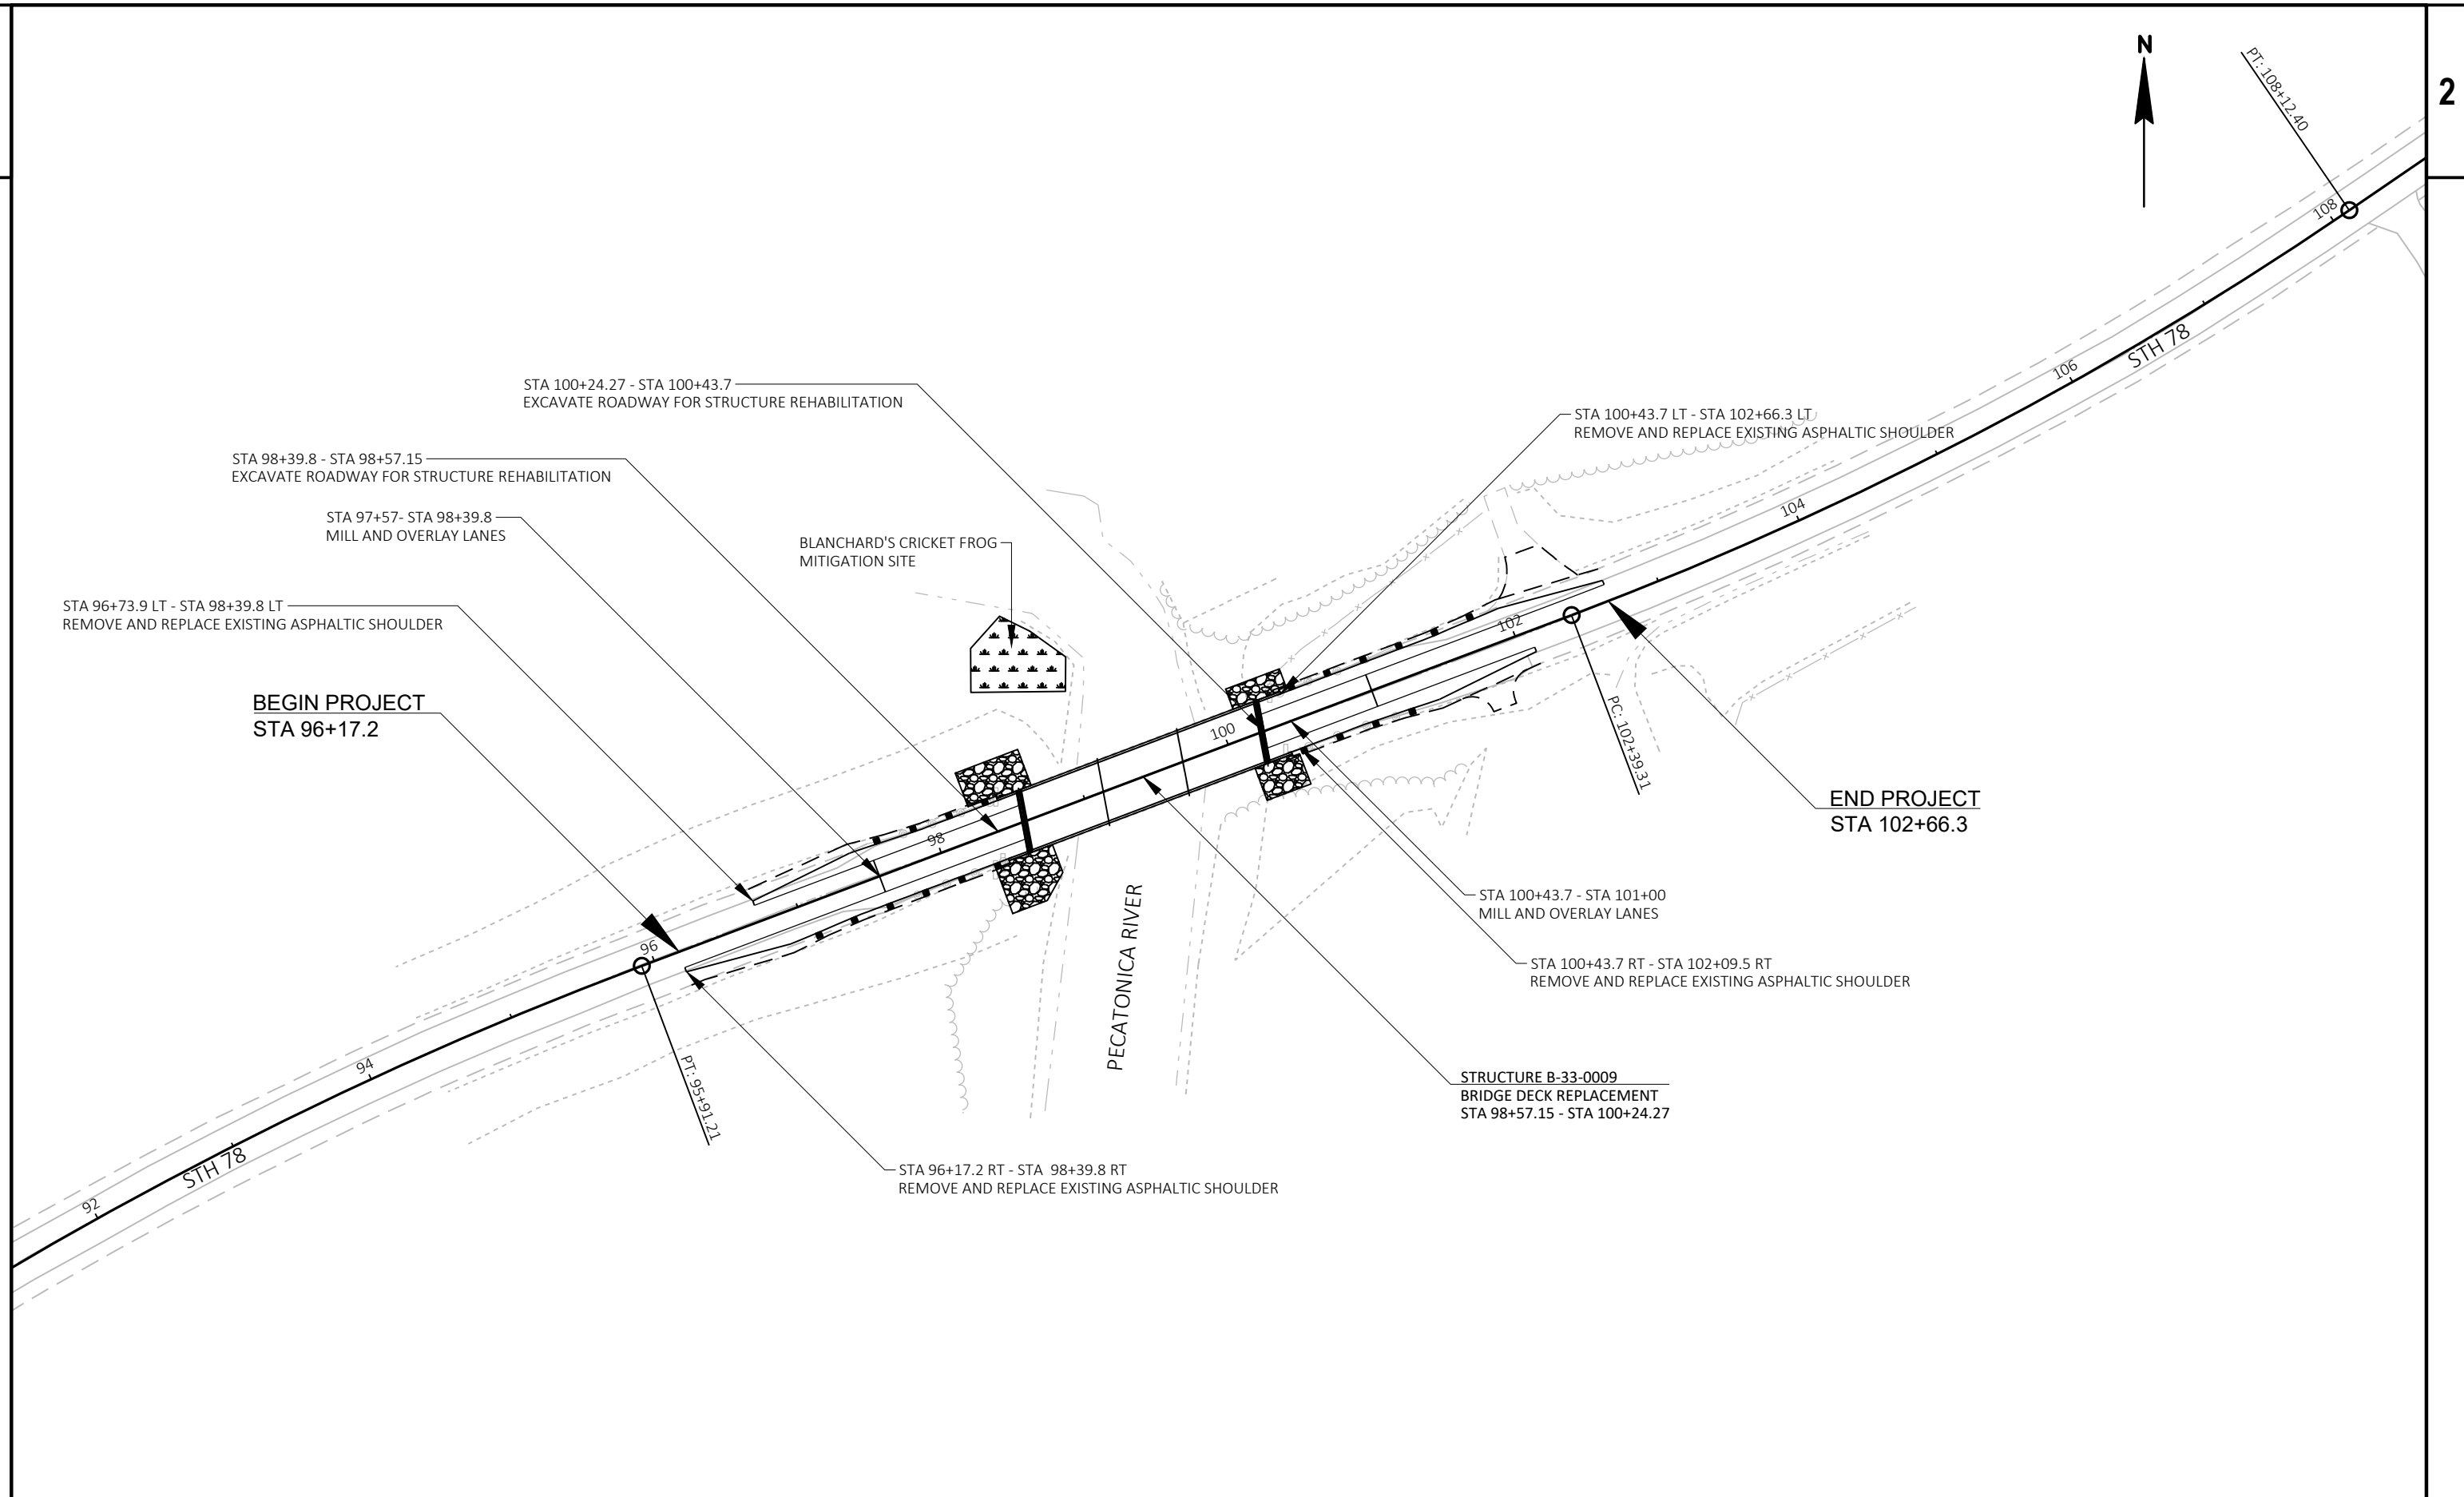 N
2
PT: 108+12.40
108
STH 78
106
STA 100+24.27 - STA 100+43.7
EXCAVATE ROADWAY FOR STRUCTURE REHABILITATION
STA 100+43.7 LT - STA 102+66.3 LT
REMOVE AND REPLACE EXISTING ASPHALTIC SHOULDER
STA 98+39.8 - STA 98+57.15
EXCAVATE ROADWAY FOR STRUCTURE REHABILITATION
104
STA 97+57- STA 98+39.8
MILL AND OVERLAY LANES
BLANCHARD'S CRICKET FROG
MITIGATION SITE
STA 96+73.9 LT - STA 98+39.8 LT
REMOVE AND REPLACE EXISTING ASPHALTIC SHOULDER
102
BEGIN PROJECT
STA 96+17.2
100
PC: 102+39.31
END PROJECT
STA 102+66.3
98
STA 100+43.7 - STA 101+00
MILL AND OVERLAY LANES
96
PECATONICA RIVER
STA 100+43.7 RT - STA 102+09.5 RT
REMOVE AND REPLACE EXISTING ASPHALTIC SHOULDER
94
PT: 95+91.21
STRUCTURE B-33-0009
BRIDGE DECK REPLACEMENT
STA 98+57.15 - STA 100+24.27
STH 78
STA 96+17.2 RT - STA  98+39.8 RT
REMOVE AND REPLACE EXISTING ASPHALTIC SHOULDER
92